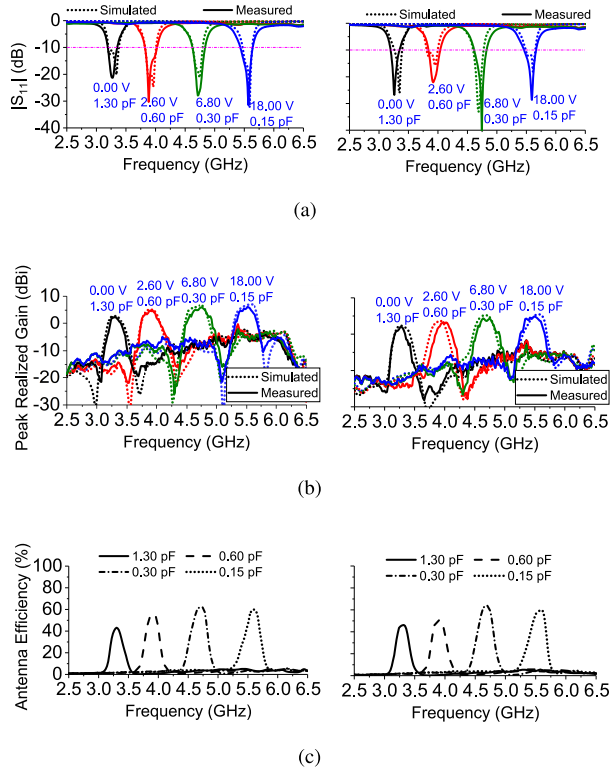 Simulated Measured
|S11| (dB)
0
-10
-20
-30
-40
0.00 V
1.30 pF
2.60 V
0.60 pF
6.80 V
0.30 pF
18.00 V
0.15 pF
2.5 3.0 3.5 4.0 4.5 5.0 5.5 6.0 6.5
Frequency (GHz)
Simulated Measured
0.00 V
1.30 pF
2.60 V
0.60 pF
6.80 V
0.30 pF
18.00 V
0.15 pF
2.5 3.0 3.5 4.0 4.5 5.0 5.5 6.0 6.5
Frequency (GHz)
(a)
Peak Realized Gain (dBi)
10
0
-10
-20
-30
0.00 V
1.30 pF
2.60 V
0.60 pF
6.80 V
0.30 pF
18.00 V
0.15 pF
Simulated
Measured
2.5 3.0 3.5 4.0 4.5 5.0 5.5 6.0 6.5
Frequency (GHz)
0.00 V
1.30 pF
2.60 V
0.60 pF
6.80 V
0.30 pF
18.00 V
0.15 pF
Simulated
Measured
2.5 3.0 3.5 4.0 4.5 5.0 5.5 6.0 6.5
Frequency (GHz)
(b)
Antenna Efficiency (%)
100
80
60
40
20
0
1.30 pF 0.60 pF
0.30 pF 0.15 pF
2.5 3.0 3.5 4.0 4.5 5.0 5.5 6.0 6.5
Frequency (GHz)
1.30 pF 0.60 pF
0.30 pF 0.15 pF
2.5 3.0 3.5 4.0 4.5 5.0 5.5 6.0 6.5
Frequency (GHz)
(c)